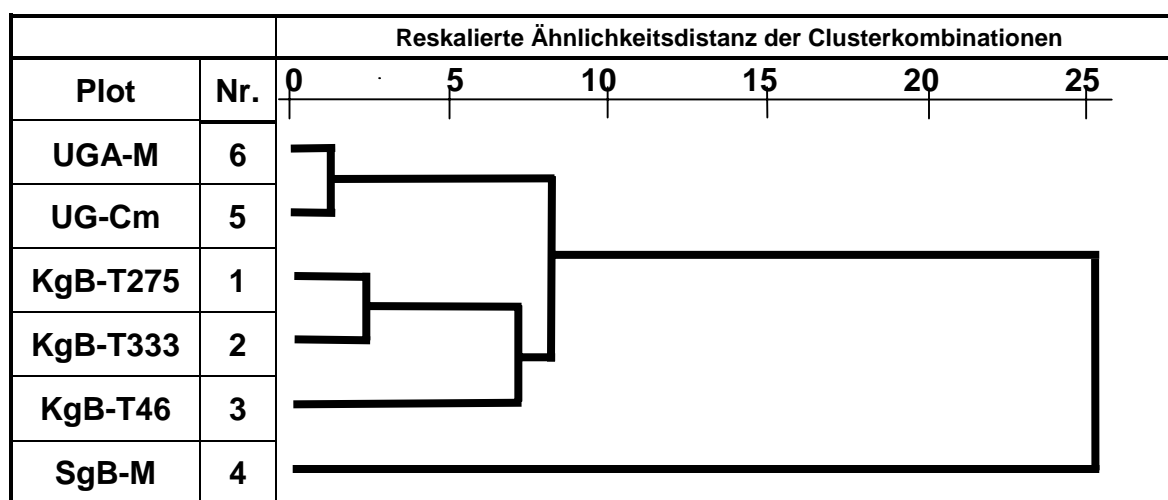 Reskalierte Ähnlichkeitsdistanz der Clusterkombinationen
Plot Nr. 0 5 10 15 20 25
UGA-M 6
UG-Cm 5
KgB-T275 1
KgB-T333 2
KgB-T46 3
SgB-M 4